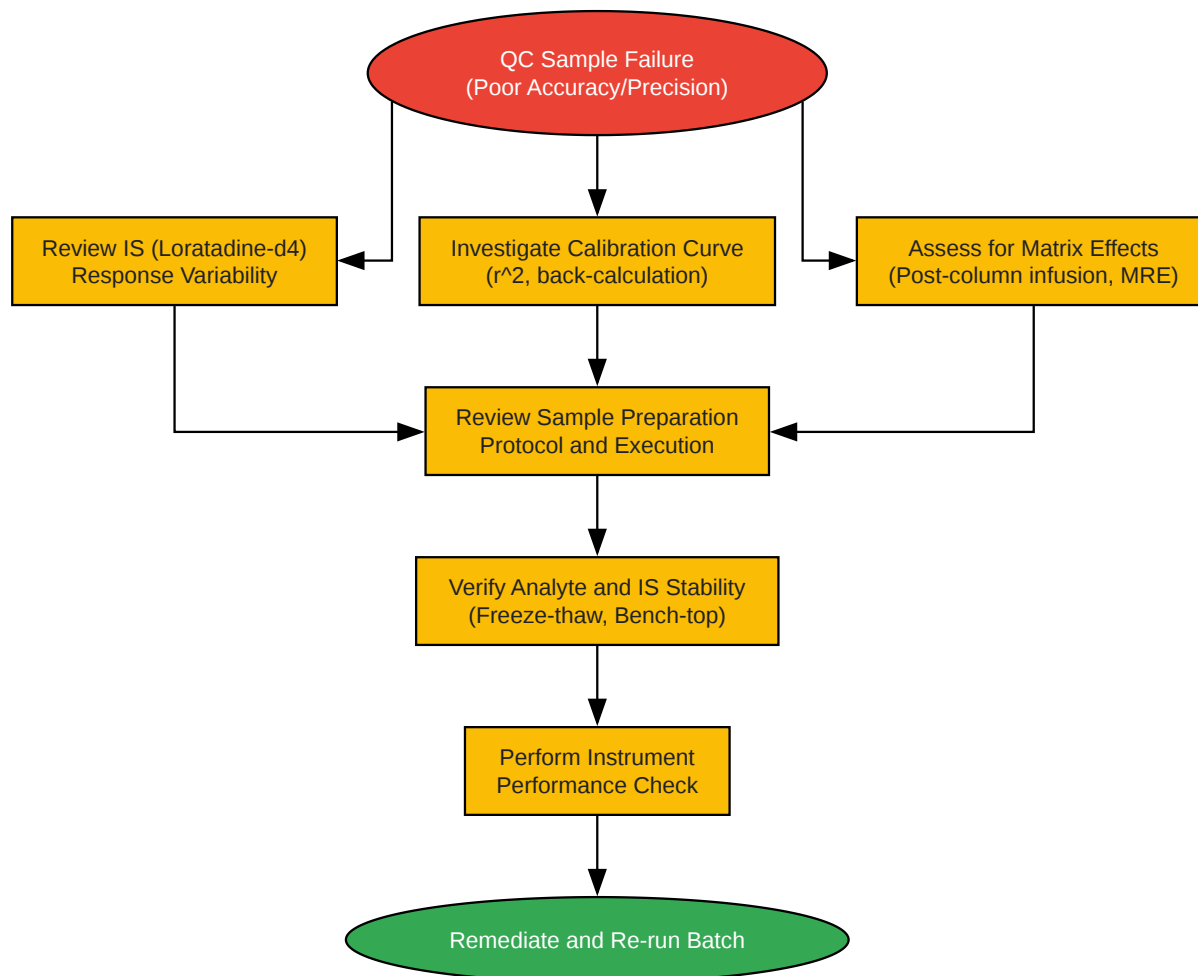 QC Sample Failure
(Poor Accuracy/Precision)
Review IS (Loratadine-d4)
Response Variability
Investigate Calibration Curve
(r^2, back-calculation)
Assess for Matrix Effects
(Post-column infusion, MRE)
Review Sample Preparation
Protocol and Execution
Verify Analyte and IS Stability
(Freeze-thaw, Bench-top)
Perform Instrument
Performance Check
Remediate and Re-run Batch